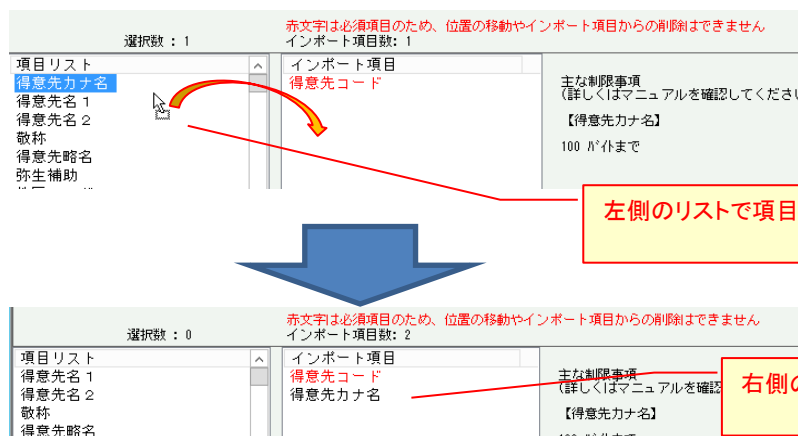 赤文字は必須項目のため、位置の移動やインポート項目からの削除はできません
選択数 : 1
インポート項目数: 1
項目リスト
得意先カナ名
得意先名１
得意先名２
敬称
得意先略名
弥生補助
インポート項目
得意先コード
主な制限事項
(詳しくはマニュアルを確認してくださ
【得意先カナ名】
100 ﾊﾞｲﾄまで
左側のリストで項目
赤文字は必須項目のため、位置の移動やインポート項目からの削除はできません
選択数 : 0
インポート項目数: 2
項目リスト
得意先名１
得意先名２
敬称
得意先略名
インポート項目
得意先コード
得意先カナ名
主な制限事項
(詳しくはマニュアルを確認
【得意先カナ名】
右側の